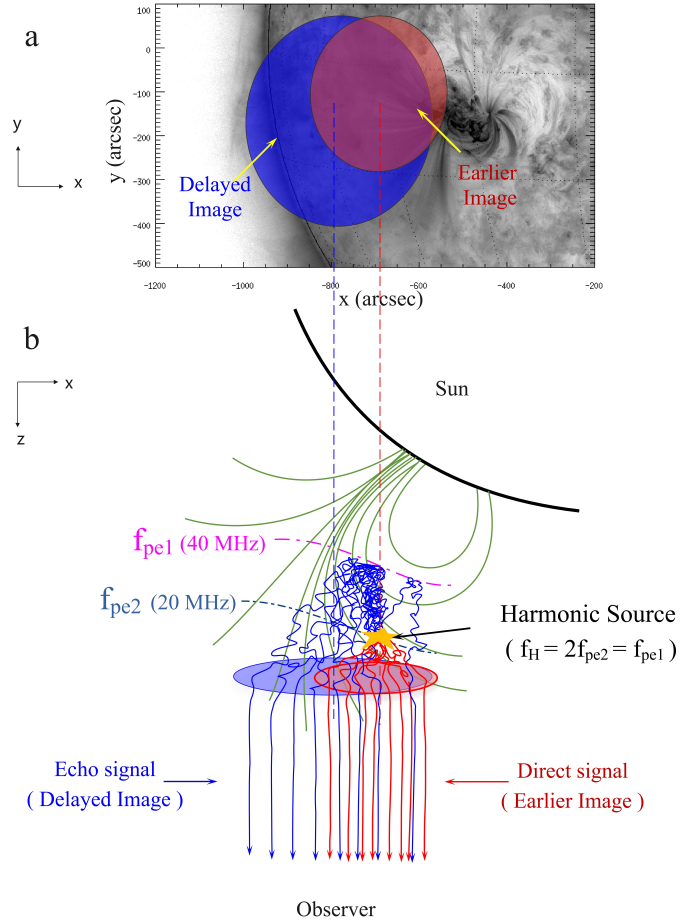 a
y
x
y (arcsec)
100
0
-100
-200
-300
-400
-500
Delayed
Image
Earlier
Image
-1200
-1000
-800
-600
-400
-200
x (arcsec)
b
x
z
Sun
fpe1 (40 MHz)
fpe2 (20 MHz)
Harmonic Source
( fH = 2fpe2 = fpe1 )
Echo signal
( Delayed Image )
Direct signal
( Earlier Image )
Observer